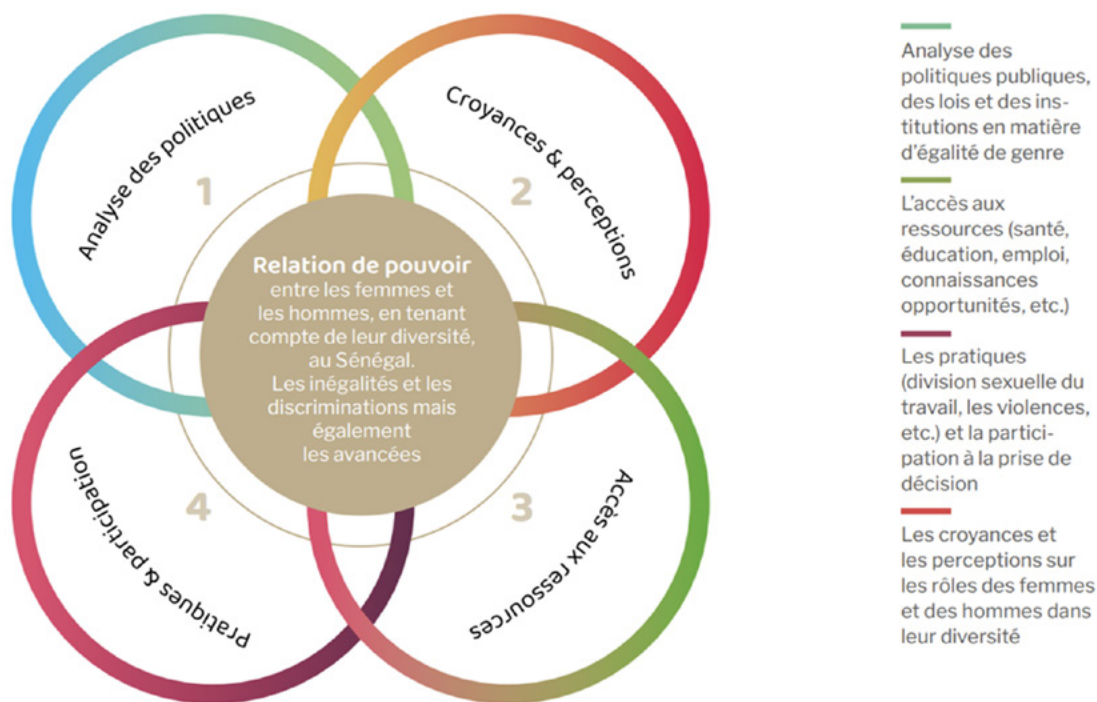 Analyse des politiques
1
Croyances & perceptions
2
Relation de pouvoir
entre les femmes et
les hommes, en tenant
compte de leur diversité,
au Sénégal.
Les inégalités et les
discriminations mais
également
les avancées
Pratiques & participation
4
Accès aux ressources
3
Analyse des
politiques publiques,
des lois et des ins-
titutions en matière
d'égalité de genre
L'accès aux
ressources (santé,
éducation, emploi,
connaissances
opportunités, etc.)
Les pratiques
(division sexuelle du
travail, les violences,
etc.) et la partici-
pation à la prise de
décision
Les croyances et
les perceptions sur
les rôles des femmes
et des hommes dans
leur diversité